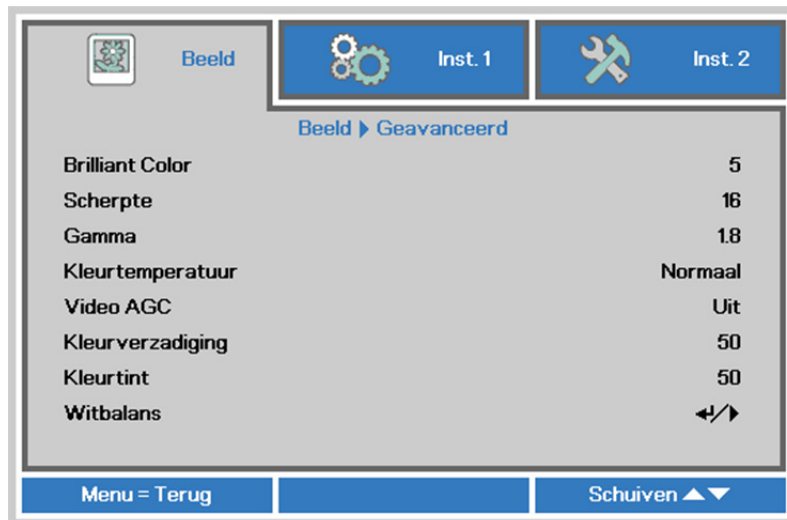 Beeld
Inst. 1
Inst. 2
Beeld Geavanceerd
Brilliant Color 5
Scherpte 16
Gamma 1.8
Kleurtemperatuur Normaal
Video AGC Uit
Kleurverzadiging 50
Kleurtint 50
Witbalans ↵/▶
Menu = Terug
Schuiven ▲▼